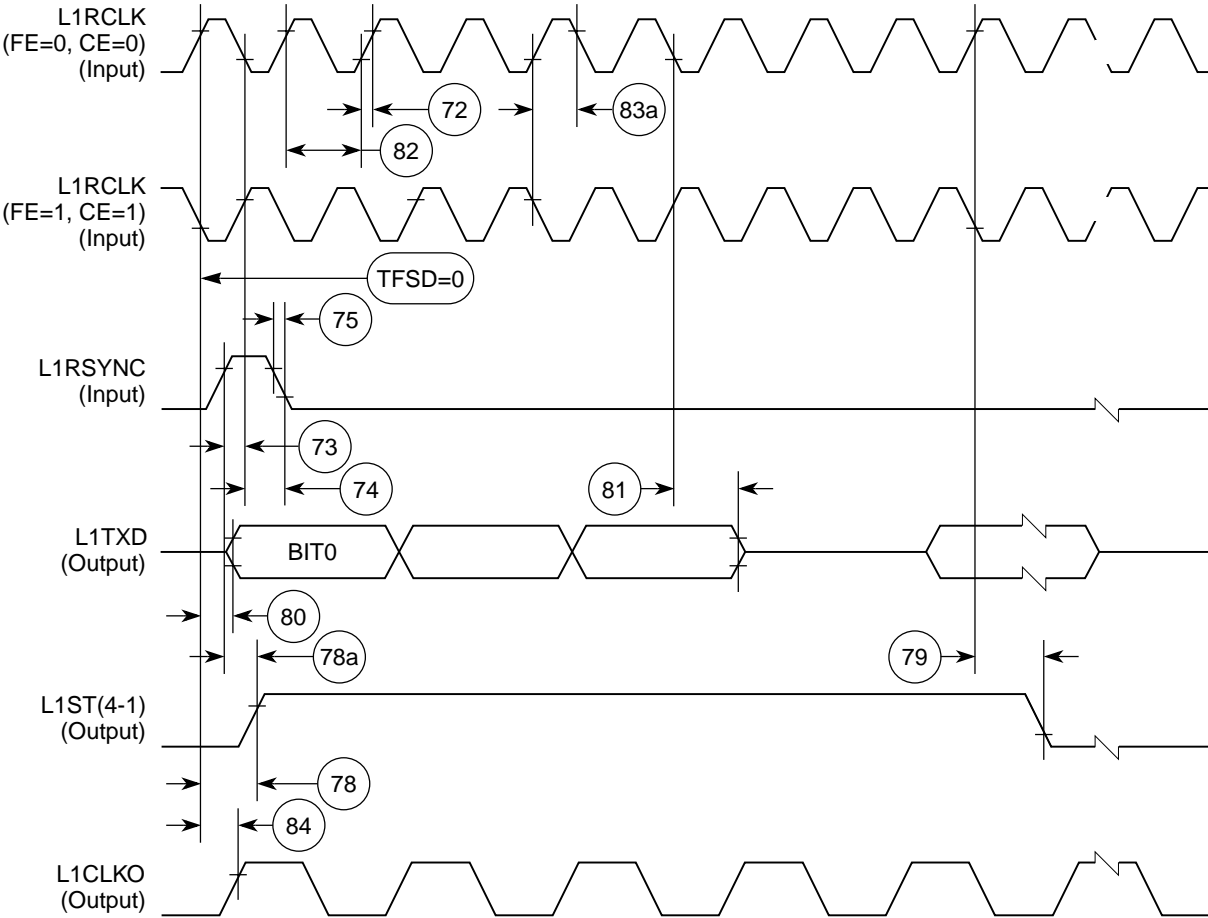 L1RCLK
(FE=0, CE=0)
(Input)
72
83a
82
L1RCLK
(FE=1, CE=1)
(Input)
TFSD=0
75
L1RSYNC
(Input)
73
74
81
L1TXD
(Output)
BIT0
80
78a
79
L1ST(4-1)
(Output)
78
84
L1CLKO
(Output)